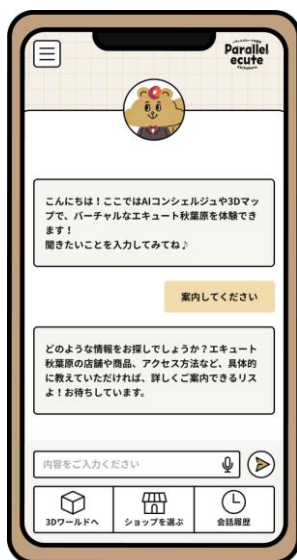 Parallel
ecute
こんにちは！ここではAIコンシェルジュや3Dマッ
プで、バーチャルなエキュート秋葉原を体験でき
ます！
聞きたいことを入力してみてね♪
案内してください
どのような情報をお探しでしょうか？エキュート
秋葉原の店舗や商品、アクセス方法など、具体的
に教えていただければ、詳しくご案内できるリス
よ！お待ちしています。
内容をご入力ください
3Dワールドへ
ショップを選ぶ
会話履歴